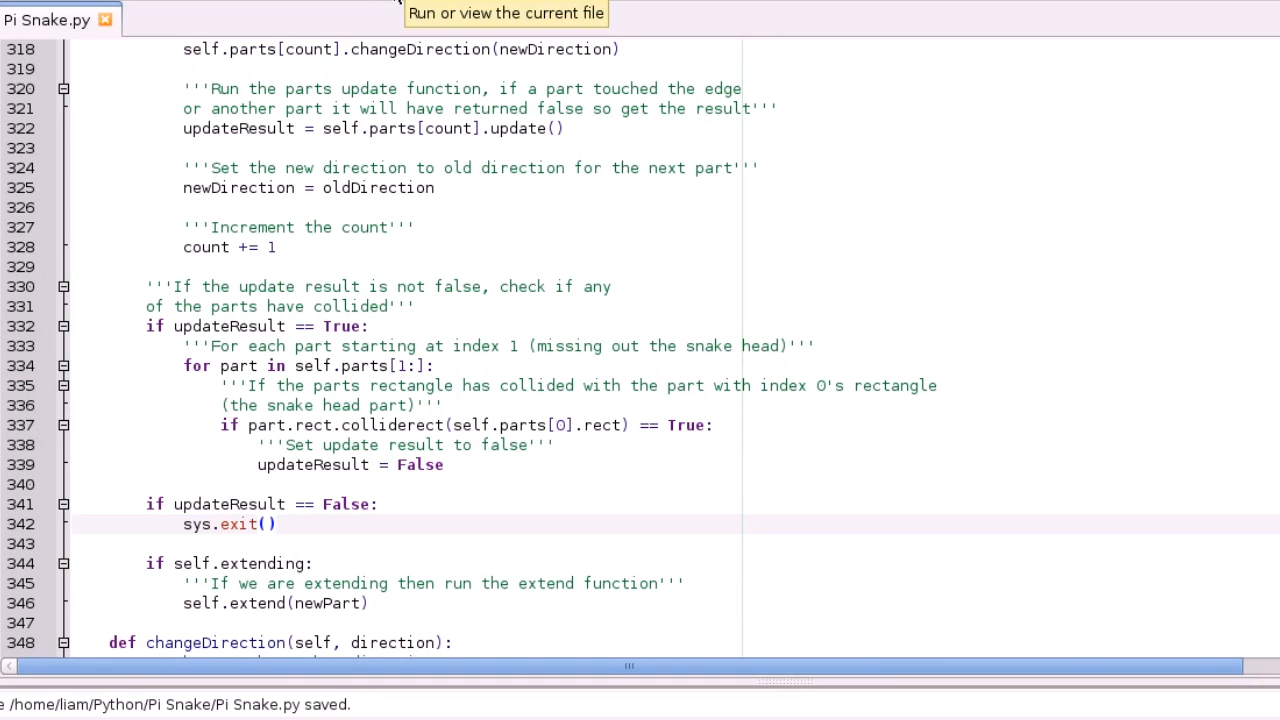 Run or view the current file
Pi Snake.py
318 self.parts[count].changeDirection(newDirection)
319
320 '''Run the parts update function, if a part touched the edge
321 or another part it will have returned false so get the result'''
322 updateResult = self.parts[count].update()
323
324 '''Set the new direction to old direction for the next part'''
325 newDirection = oldDirection
326
327 '''Increment the count'''
328 count += 1
329
330 '''If the update result is not false, check if any
331 of the parts have collided'''
332 if updateResult == True:
333 '''For each part starting at index 1 (missing out the snake head)'''
334 for part in self.parts[1:]:
335 '''If the parts rectangle has collided with the part with index 0's rectangle
336 (the snake head part)'''
337 if part.rect.colliderect(self.parts[0].rect) == True:
338 '''Set update result to false'''
339 updateResult = False
340
341 if updateResult == False:
342 sys.exit()
343
344 if self.extending:
345 '''If we are extending then run the extend function'''
346 self.extend(newPart)
347
348 def changeDirection(self, direction):
e /home/liam/Python/Pi Snake/Pi Snake.py saved.